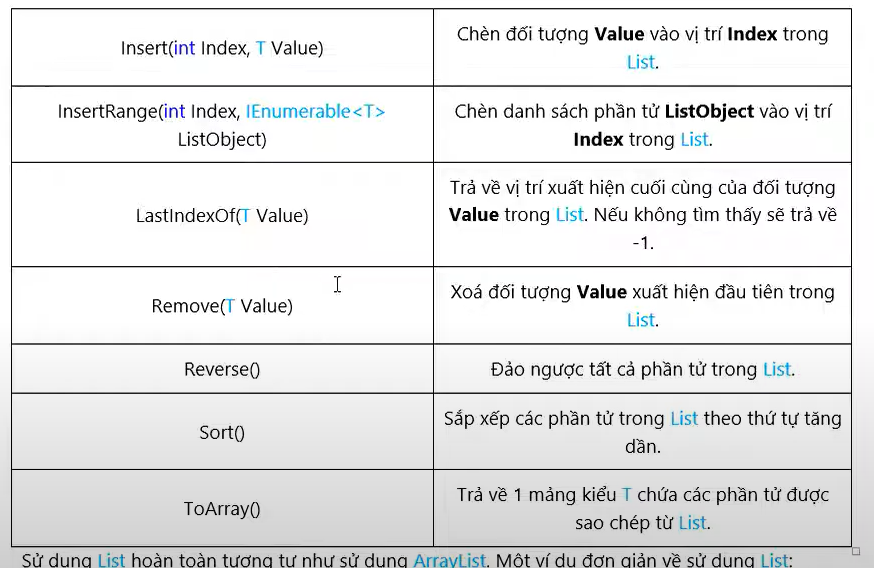 Insert(int Index, T Value)
Chèn đối tượng Value vào vị trí Index trong
List.
InsertRange(int Index, IEnumerable<T>
ListObject)
Chèn danh sách phần tử ListObject vào vị trí
Index trong List.
LastIndexOf(T Value)
Trả về vị trí xuất hiện cuối cùng của đối tượng
Value trong List. Nếu không tìm thấy sẽ trả về
-1.
Remove(T Value)
Xoá đối tượng Value xuất hiện đầu tiên trong
List.
Reverse()
Đảo ngược tất cả phần tử trong List.
Sort()
Sắp xếp các phần tử trong List theo thứ tự tăng
dần.
ToArray()
Trả về 1 mảng kiểu T chứa các phần tử được
sao chép từ List.
Sử dụng List hoàn toàn tương tự như sử dụng ArrayList. Một ví dụ đơn giản về sử dụng List: